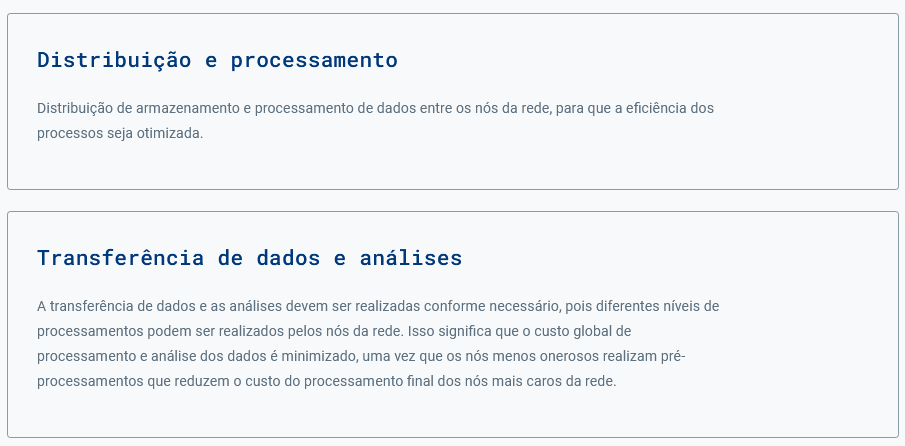 Distribuição e processamento
Distribuição de armazenamento e processamento de dados entre os nós da rede, para que a eficiência dos
processos seja otimizada.
Transferência de dados e análises
A transferência de dados e as análises devem ser realizadas conforme necessário, pois diferentes níveis de
processamentos podem ser realizados pelos nós da rede. Isso significa que o custo global de
processamento e análise dos dados é minimizado, uma vez que os nós menos onerosos realizam pré-
processamentos que reduzem o custo do processamento final dos nós mais caros da rede.